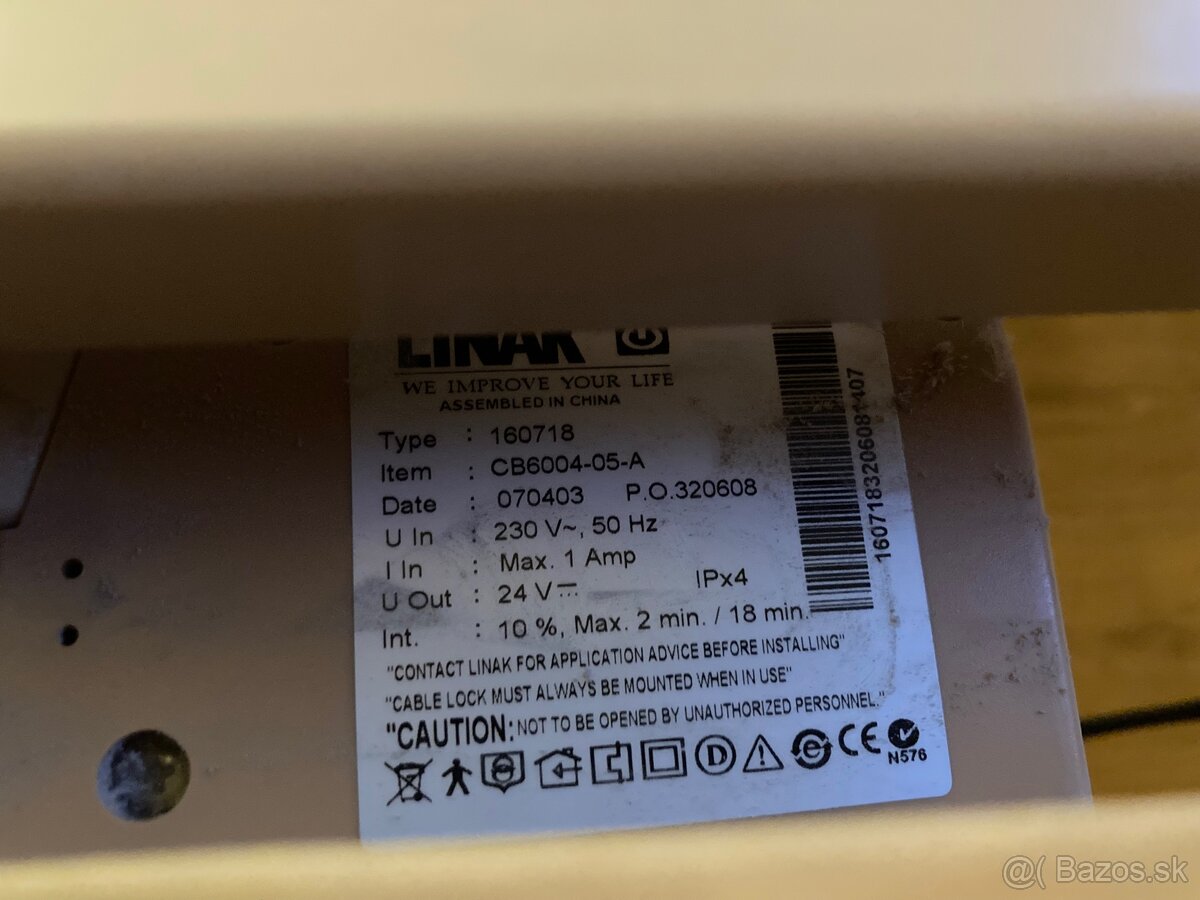 LINAK
WE IMPROVE YOUR LIFE
ASSEMBLED IN CHINA
Type : 160718
Item : CB6004-05-A
Date : 070403 P.O.320608
U In : 230 V~, 50 Hz
I In : Max. 1 Amp
U Out : 24 V⎓ IPx4
Int. : 10 %, Max. 2 min. / 18 min.
"CONTACT LINAK FOR APPLICATION ADVICE BEFORE INSTALLING"
"CABLE LOCK MUST ALWAYS BE MOUNTED WHEN IN USE"
"CAUTION: NOT TO BE OPENED BY UNAUTHORIZED PERSONNEL."
D e CE N576
1607183206081407
@( Bazos.sk